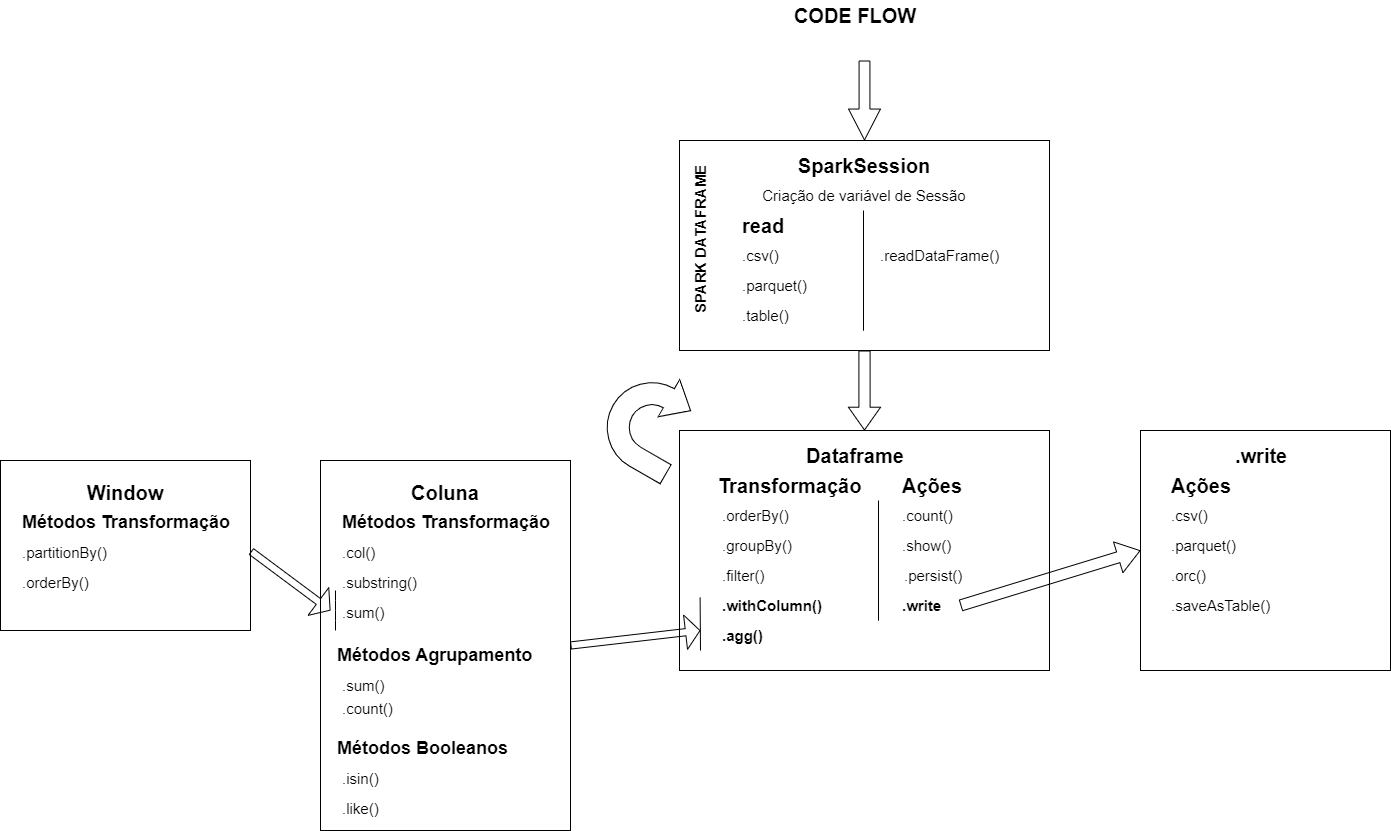 CODE FLOW
SPARK DATAFRAME
SparkSession
Criação de variável de Sessão
read
.csv()
.readDataFrame()
.parquet()
.table()
Window
Métodos Transformação
.partitionBy()
.orderBy()
Coluna
Métodos Transformação
.col()
.substring()
.sum()
Métodos Agrupamento
.sum()
.count()
Métodos Booleanos
.isin()
.like()
Dataframe
Transformação
.orderBy()
.groupBy()
.filter()
.withColumn()
.agg()
Ações
.count()
.show()
.persist()
.write
.write
Ações
.csv()
.parquet()
.orc()
.saveAsTable()